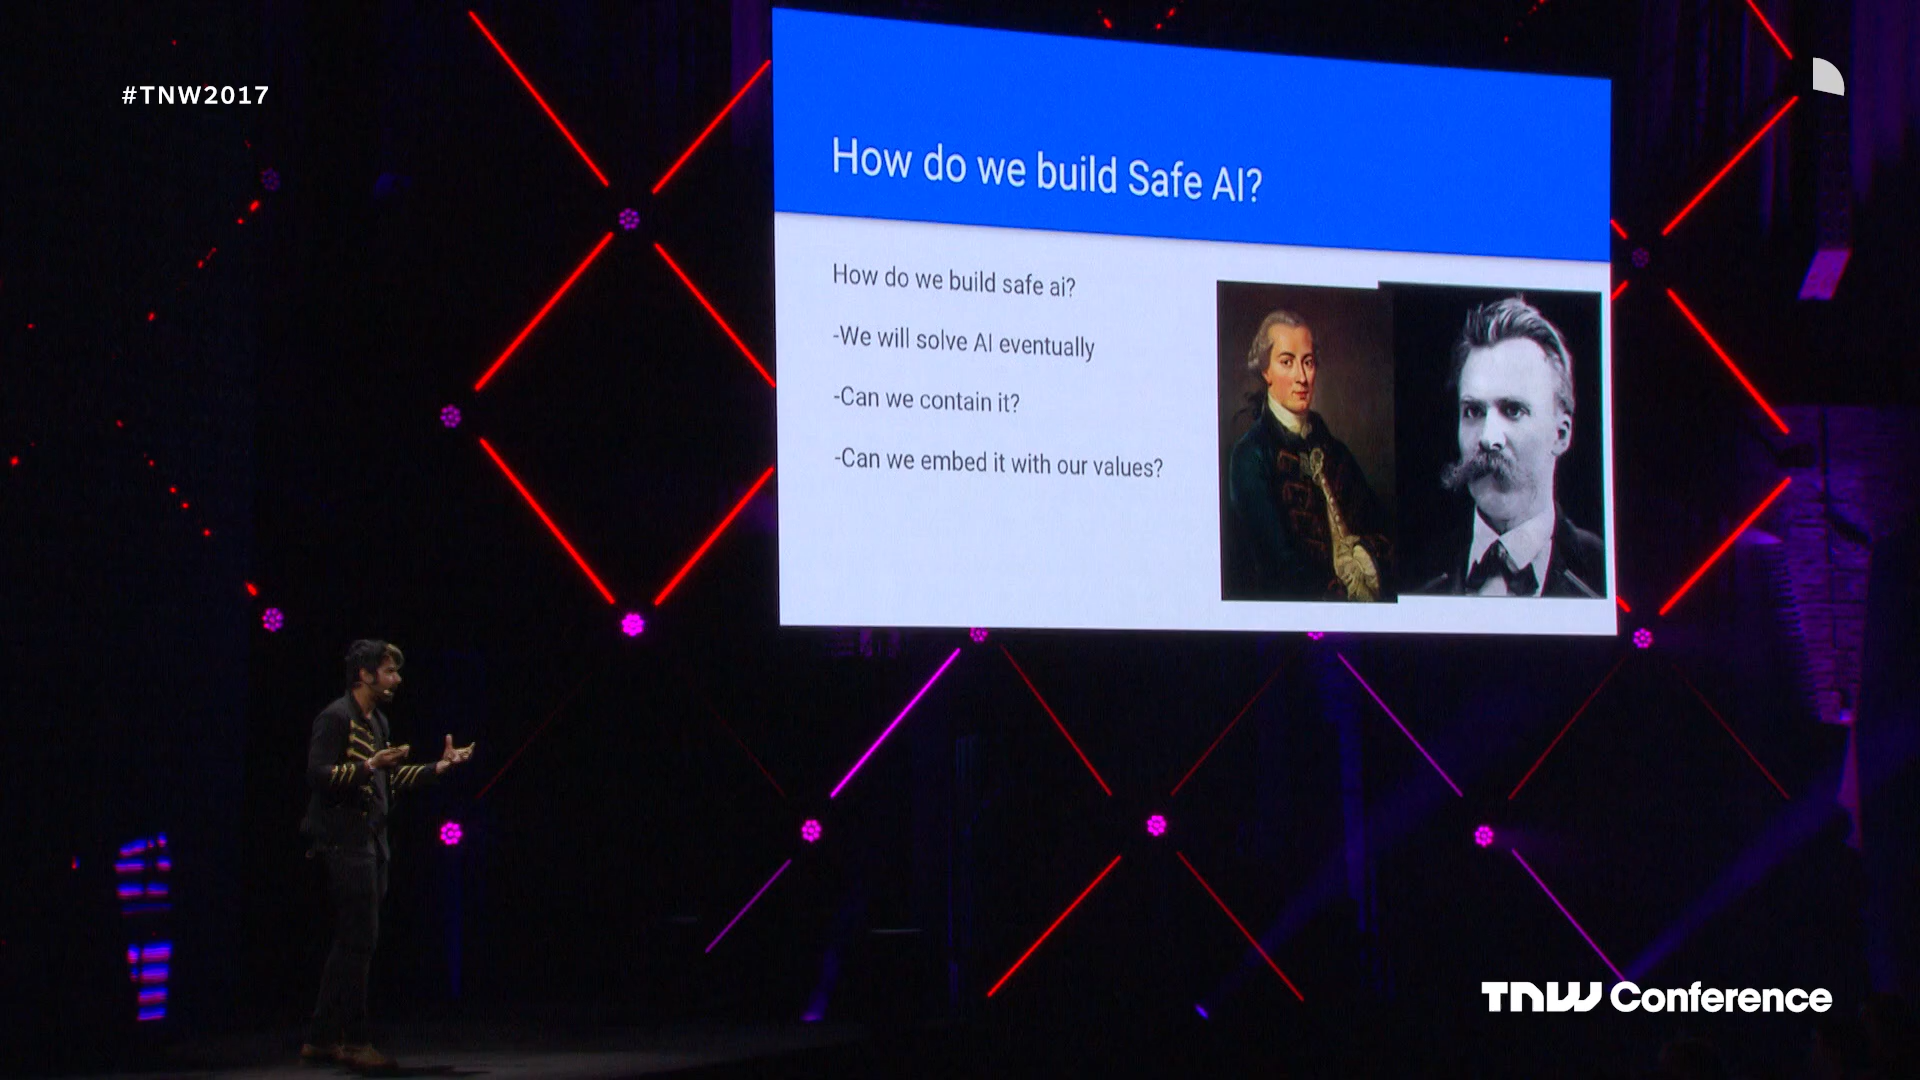 #TNW2017
How do we build Safe AI?
How do we build safe ai?
-We will solve AI eventually
-Can we contain it?
-Can we embed it with our values?
TNW Conference